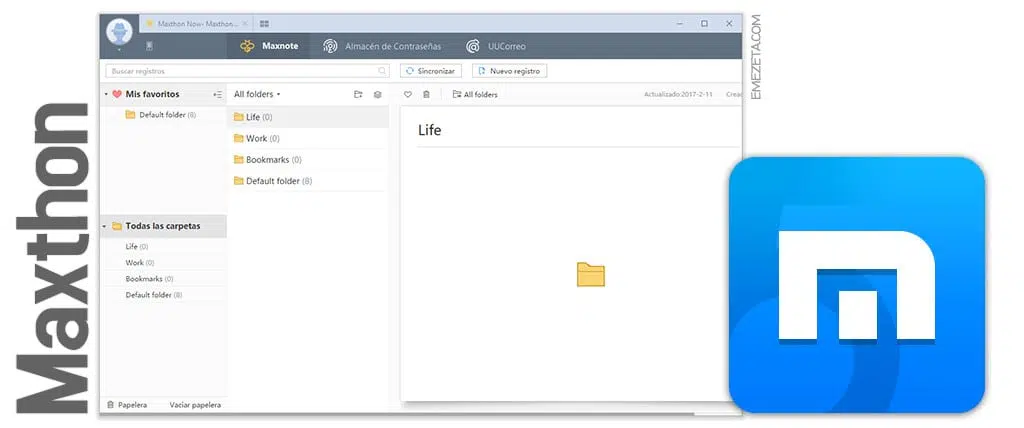 Maxthon
Maxthon Now- Maxthon...
Maxnote
Almacén de Contraseñas
UUCorreo
Buscar registros
Sincronizar
Nuevo registro
Mis favoritos
Default folder (8)
Todas las carpetas
Life (0)
Work (0)
Bookmarks (0)
Default folder (8)
Papelera
Vaciar papelera
All folders
Life (0)
Work (0)
Bookmarks (0)
Default folder (8)
All folders
Actualizado:2017-2-11
Creac
Life
EMEZETA.COM